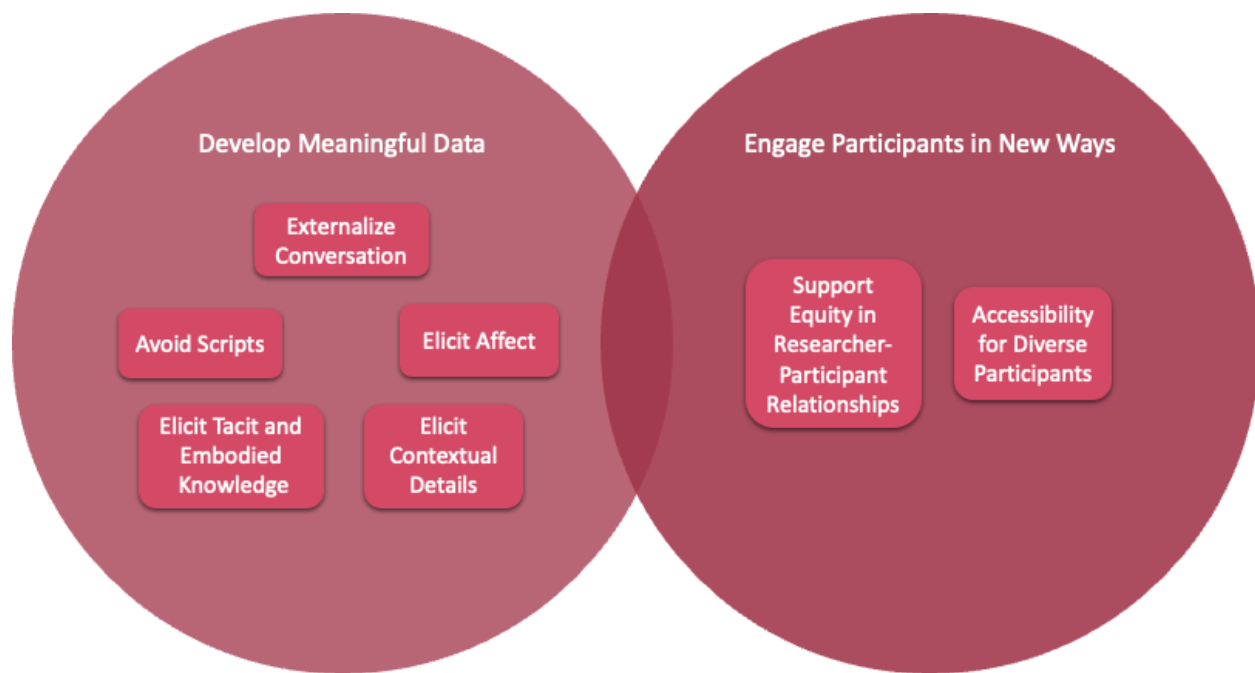 Develop Meaningful Data
Externalize
Conversation
Avoid Scripts
Elicit Affect
Elicit Tacit and
Embodied
Knowledge
Elicit
Contextual
Details
Engage Participants in New Ways
Support
Equity in
Researcher-
Participant
Relationships
Accessibility
for Diverse
Participants